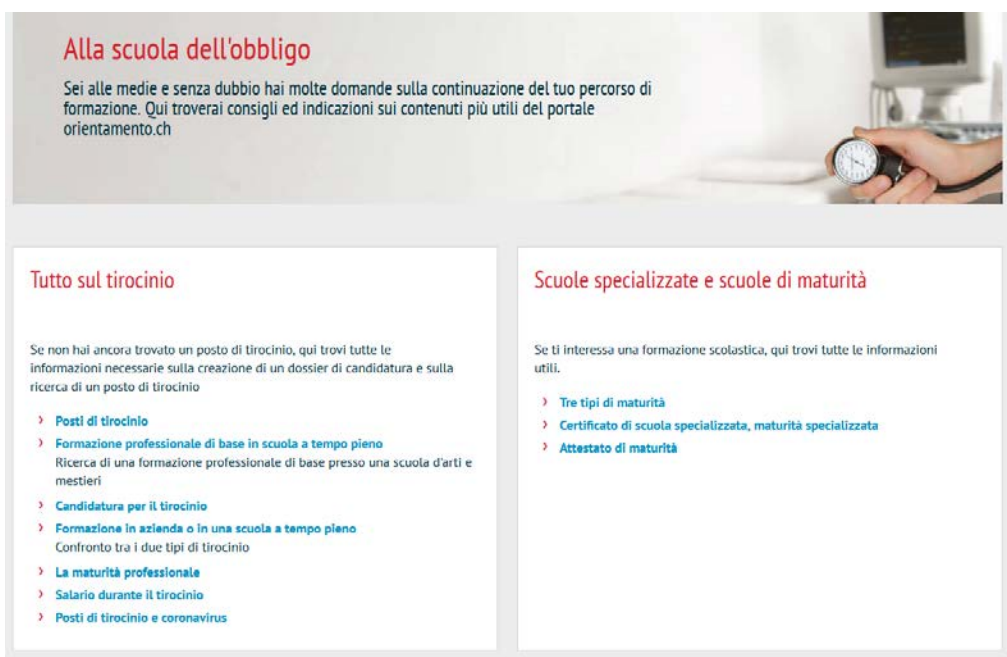 Alla scuola dell'obbligo
Sei alle medie e senza dubbio hai molte domande sulla continuazione del tuo percorso di
formazione. Qui troverai consigli ed indicazioni sui contenuti più utili del portale
orientamento.ch
Tutto sul tirocinio
Se non hai ancora trovato un posto di tirocinio, qui trovi tutte le
informazioni necessarie sulla creazione di un dossier di candidatura e sulla
ricerca di un posto di tirocinio
› Posti di tirocinio
› Formazione professionale di base in scuola a tempo pieno
Ricerca di una formazione professionale di base presso una scuola d'arti e
mestieri
› Candidatura per il tirocinio
› Formazione in azienda o in una scuola a tempo pieno
Confronto tra i due tipi di tirocinio
› La maturità professionale
› Salario durante il tirocinio
› Posti di tirocinio e coronavirus
Scuole specializzate e scuole di maturità
Se ti interessa una formazione scolastica, qui trovi tutte le informazioni
utili.
› Tre tipi di maturità
› Certificato di scuola specializzata, maturità specializzata
› Attestato di maturità